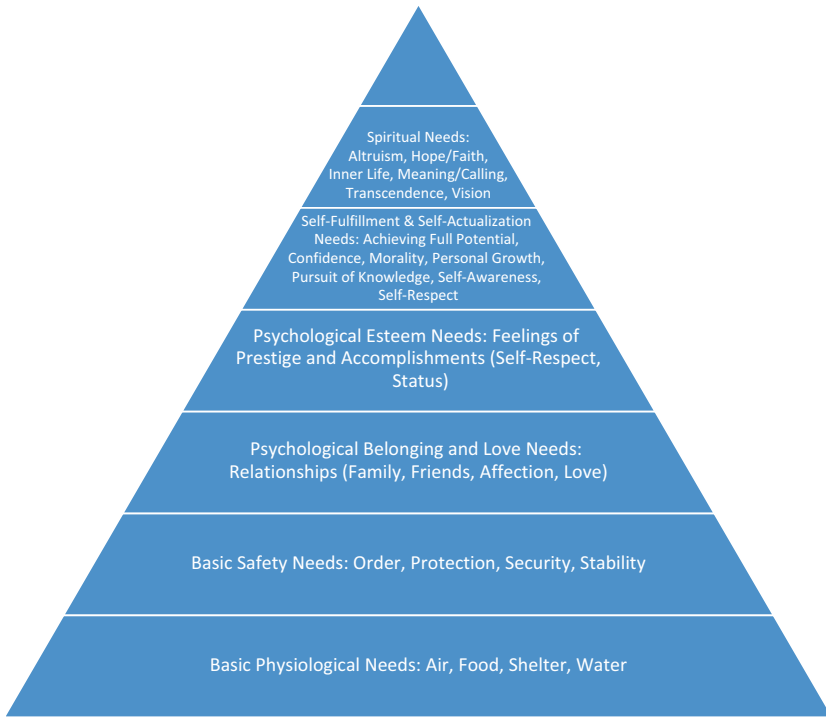 Spiritual Needs:
Altruism, Hope/Faith,
Inner Life, Meaning/Calling,
Transcendence, Vision
Self-Fulfillment & Self-Actualization
Needs: Achieving Full Potential,
Confidence, Morality, Personal Growth,
Pursuit of Knowledge, Self-Awareness,
Self-Respect
Psychological Esteem Needs: Feelings of
Prestige and Accomplishments (Self-Respect,
Status)
Psychological Belonging and Love Needs:
Relationships (Family, Friends, Affection, Love)
Basic Safety Needs: Order, Protection, Security, Stability
Basic Physiological Needs: Air, Food, Shelter, Water